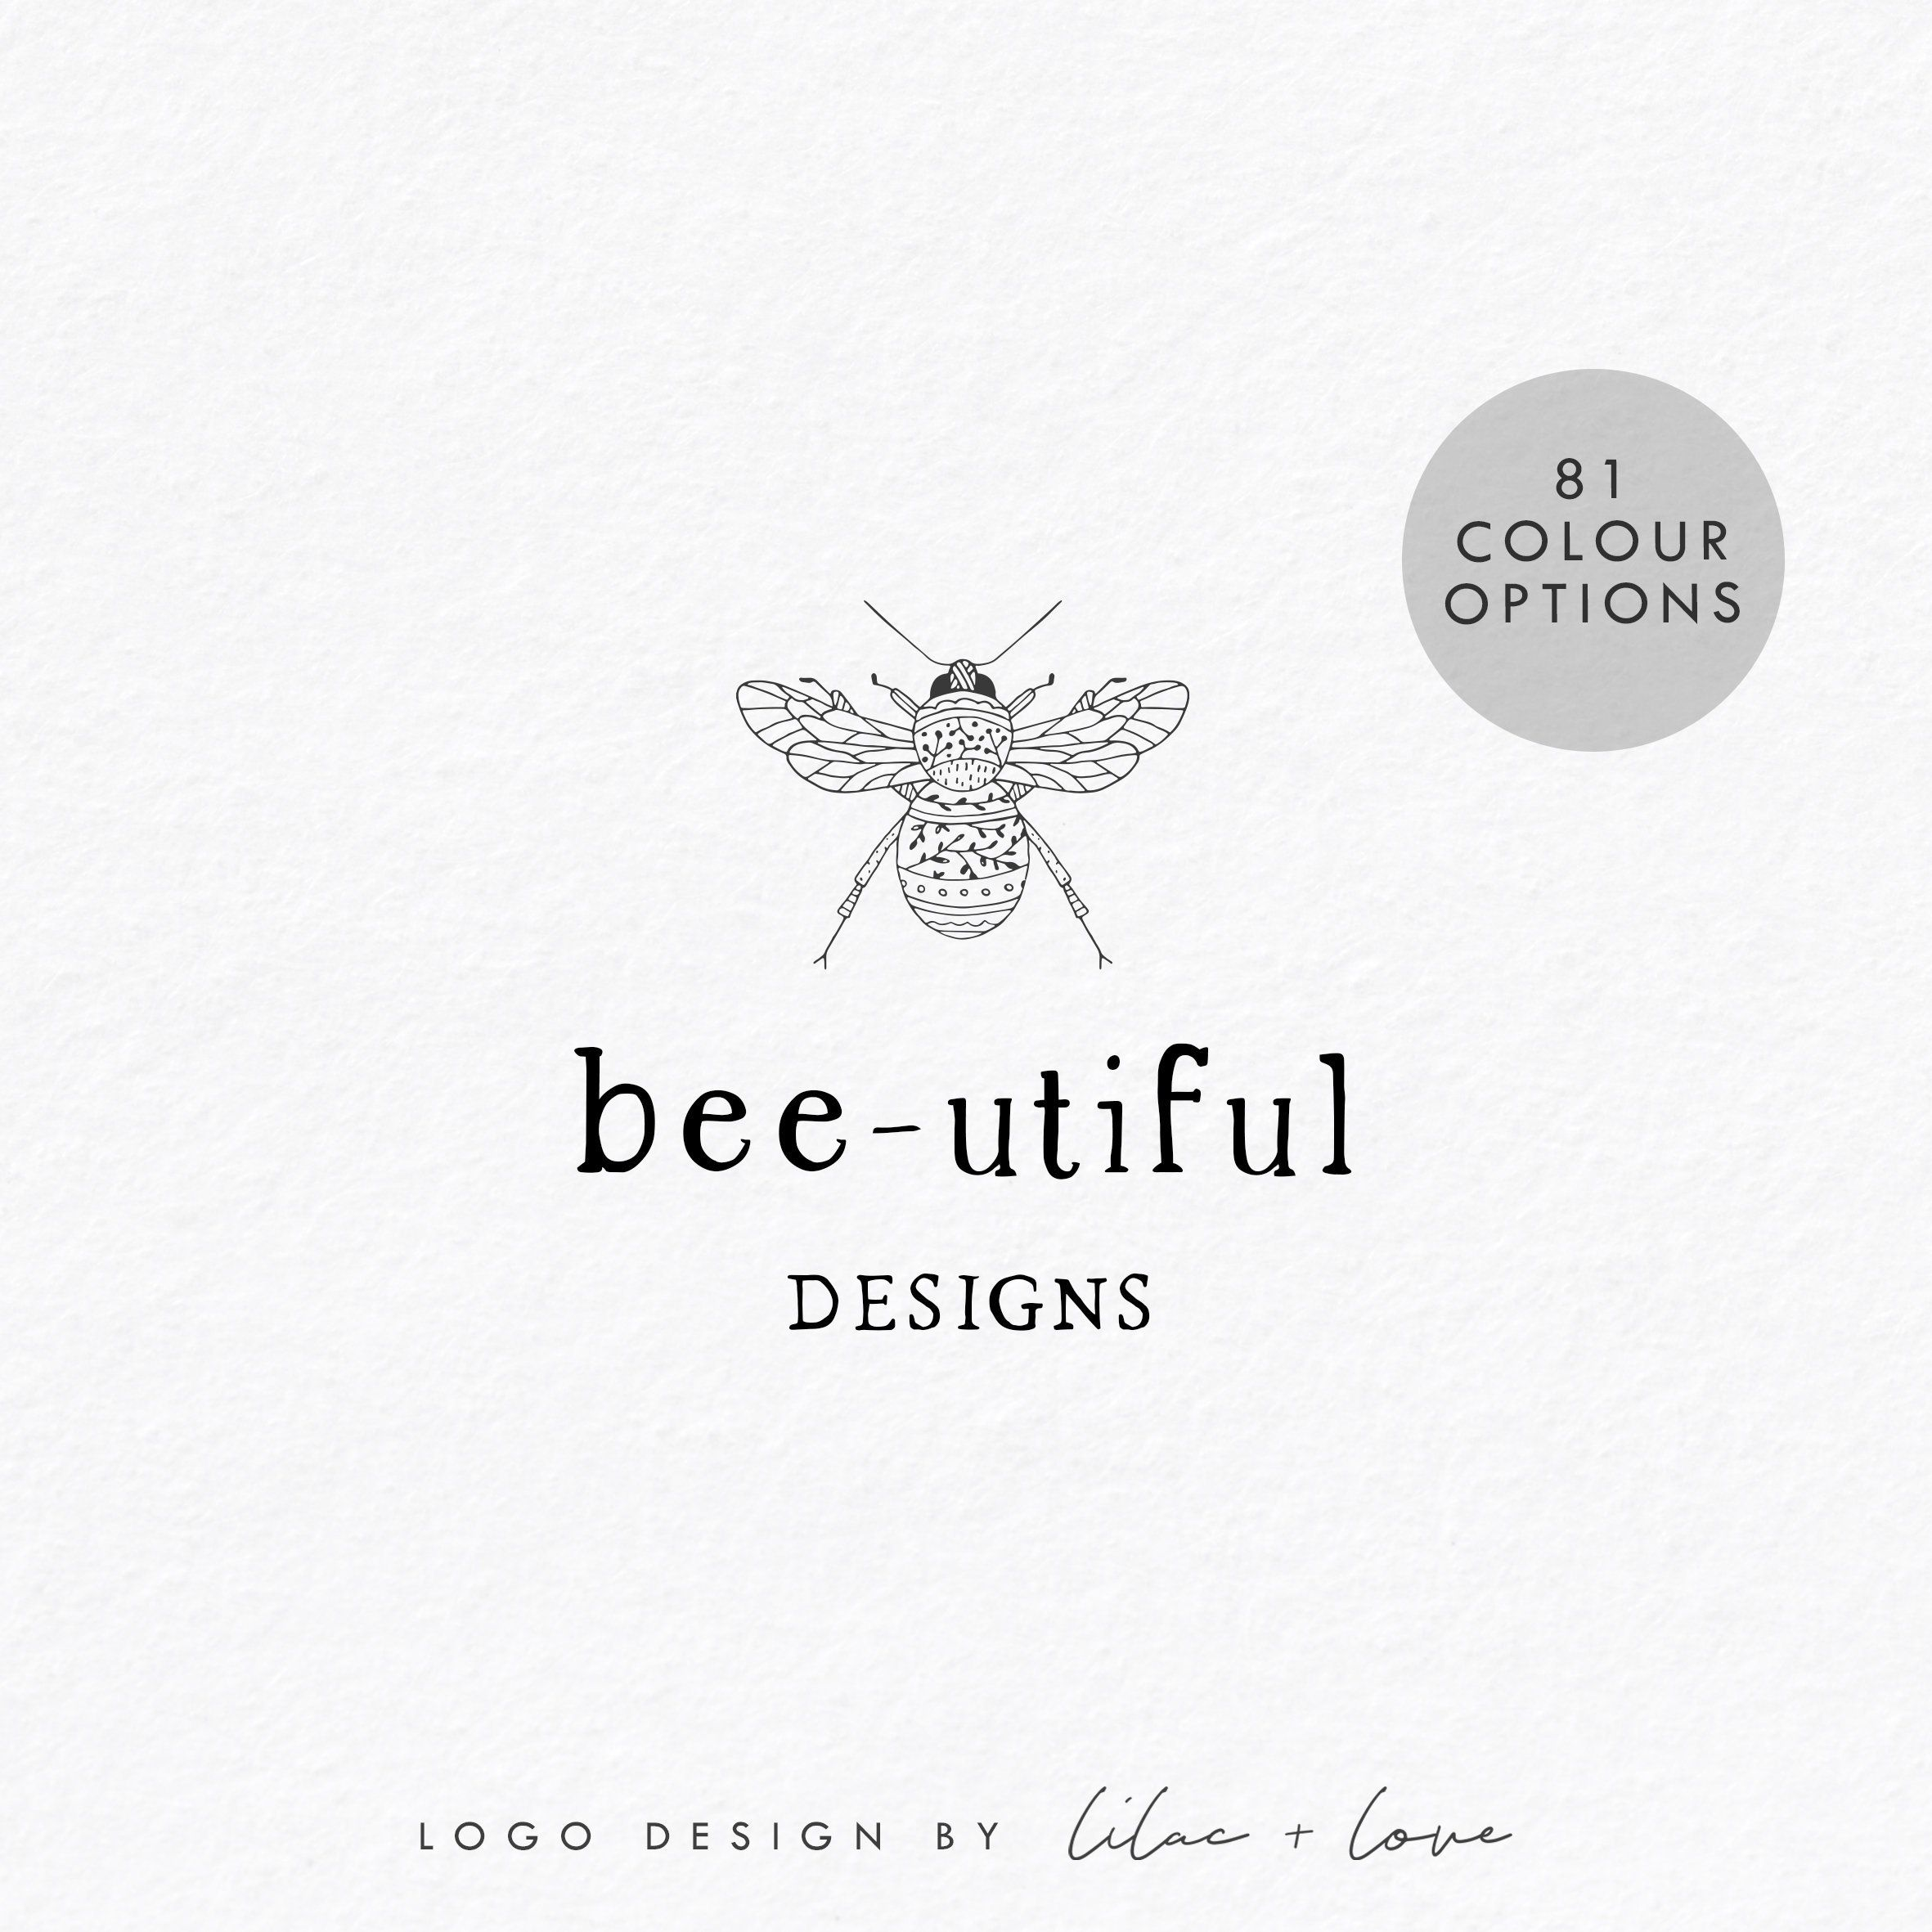 81
COLOUR
OPTIONS
bee-utiful
DESIGNS
LOGO DESIGN BY lilac + love